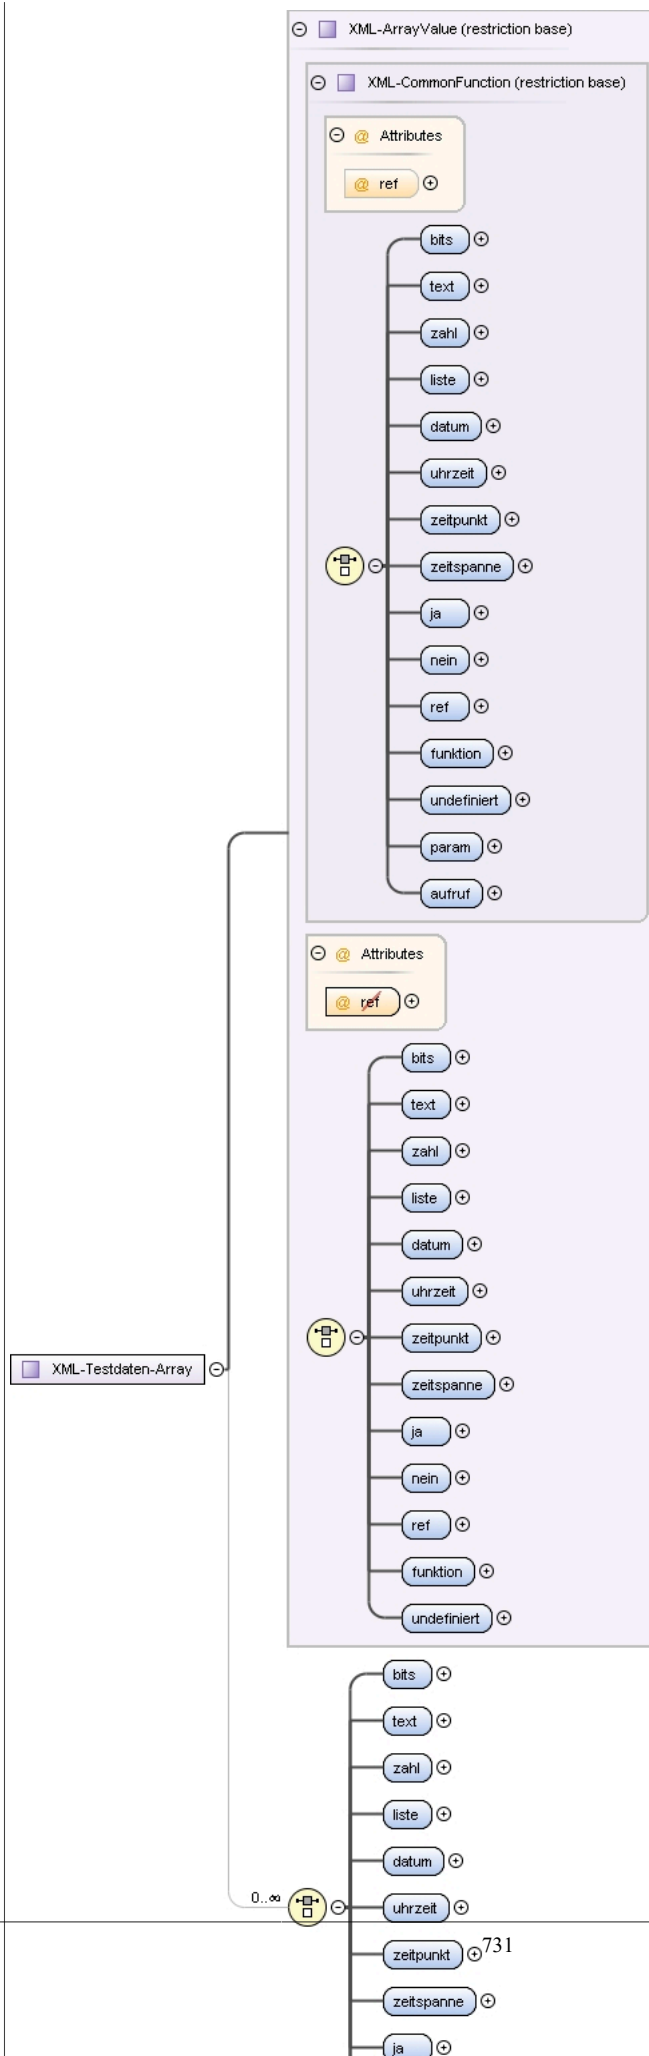 XML-ArrayValue (restriction base)
XML-CommonFunction (restriction base)
@ Attributes
@ ref
bits
text
zahl
liste
datum
uhrzeit
zeitpunkt
zeitspanne
ja
nein
ref
funktion
undefiniert
param
aufruf
@ Attributes
@ ref
bits
text
zahl
liste
datum
uhrzeit
zeitpunkt
zeitspanne
ja
nein
ref
funktion
undefiniert
XML-Testdaten-Array
bits
text
zahl
liste
datum
0..∞
uhrzeit
zeitpunkt
731
zeitspanne
ja